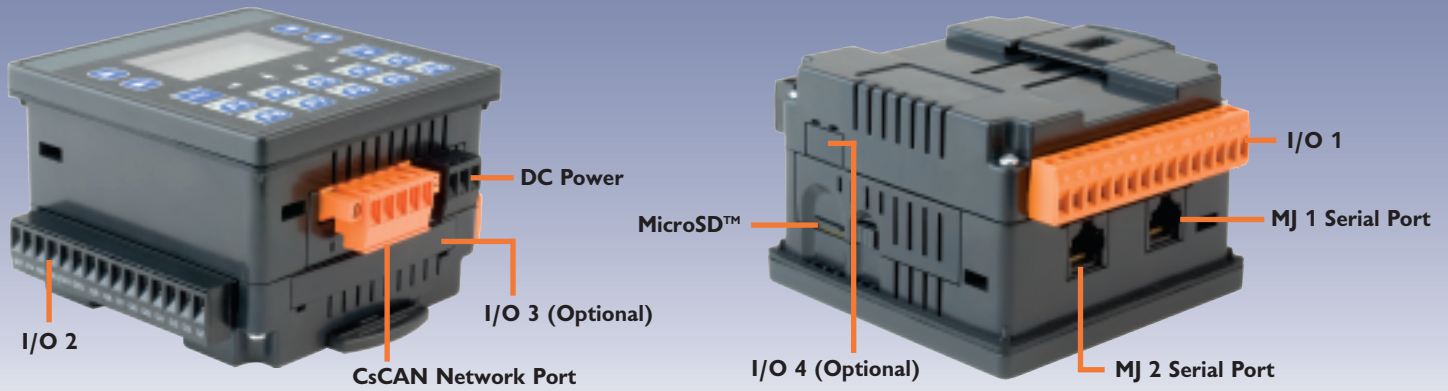 DC Power
I/O 3 (Optional)
I/O 2
CsCAN Network Port
I/O 1
MicroSD™
MJ 1 Serial Port
I/O 4 (Optional)
MJ 2 Serial Port